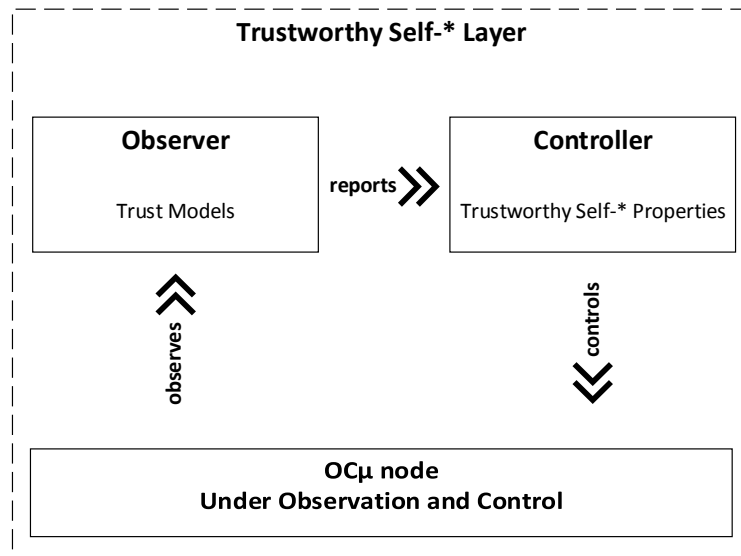 Trustworthy Self-* Layer
Observer
Trust Models
reports
Controller
Trustworthy Self-* Properties
observes
controls
OCµ node
Under Observation and Control